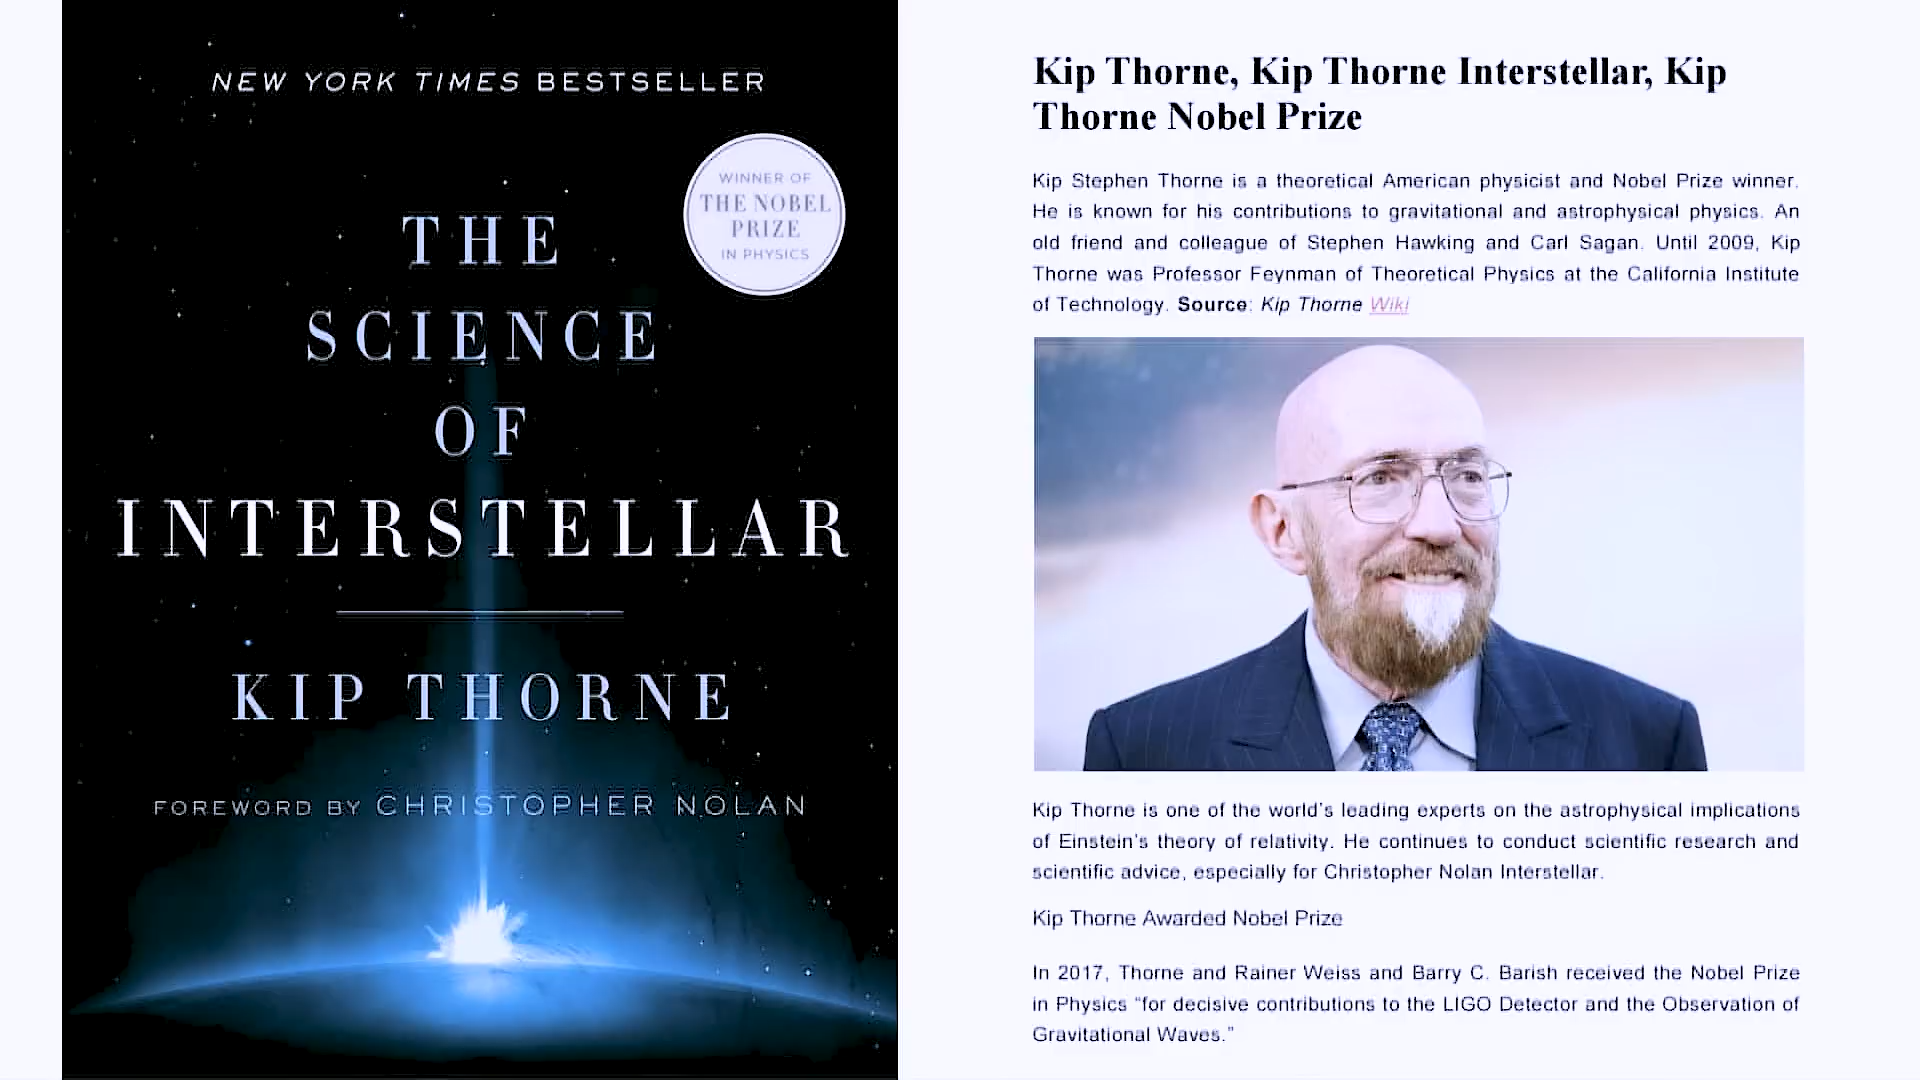 NEW YORK TIMES BESTSELLER
WINNER OF
THE NOBEL
PRIZE
IN PHYSICS
THE
SCIENCE
OF
INTERSTELLAR
KIP THORNE
FOREWORD BY CHRISTOPHER NOLAN
Kip Thorne, Kip Thorne Interstellar, Kip
Thorne Nobel Prize
Kip Stephen Thorne is a theoretical American physicist and Nobel Prize winner.
He is known for his contributions to gravitational and astrophysical physics. An
old friend and colleague of Stephen Hawking and Carl Sagan. Until 2009, Kip
Thorne was Professor Feynman of Theoretical Physics at the California Institute
of Technology. Source: Kip Thorne Wiki
Kip Thorne is one of the world's leading experts on the astrophysical implications
of Einstein's theory of relativity. He continues to conduct scientific research and
scientific advice, especially for Christopher Nolan Interstellar.
Kip Thorne Awarded Nobel Prize
In 2017, Thorne and Rainer Weiss and Barry C. Barish received the Nobel Prize
in Physics “for decisive contributions to the LIGO Detector and the Observation of
Gravitational Waves.”